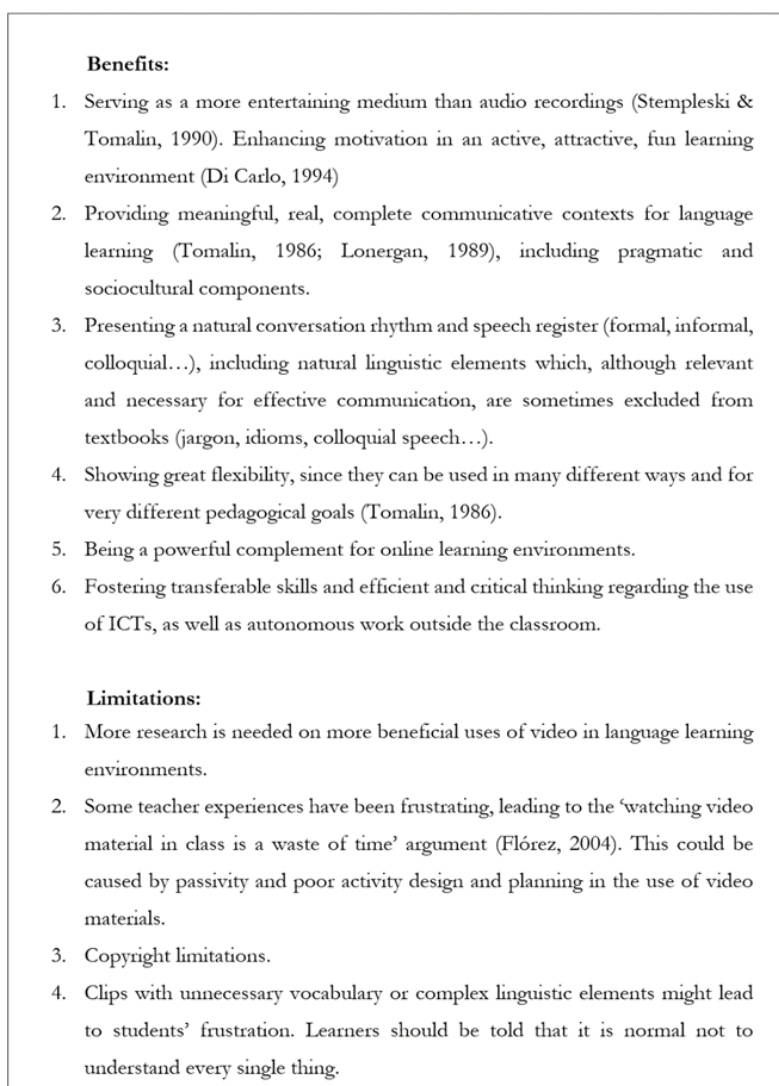 Benefits:
1. Serving as a more entertaining medium than audio recordings (Stempleski &
Tomalin, 1990). Enhancing motivation in an active, attractive, fun learning
environment (Di Carlo, 1994)
2. Providing meaningful, real, complete communicative contexts for language
learning (Tomalin, 1986; Lonergan, 1989), including pragmatic and
sociocultural components.
3. Presenting a natural conversation rhythm and speech register (formal, informal,
colloquial…), including natural linguistic elements which, although relevant
and necessary for effective communication, are sometimes excluded from
textbooks (jargon, idioms, colloquial speech…).
4. Showing great flexibility, since they can be used in many different ways and for
very different pedagogical goals (Tomalin, 1986).
5. Being a powerful complement for online learning environments.
6. Fostering transferable skills and efficient and critical thinking regarding the use
of ICTs, as well as autonomous work outside the classroom.
Limitations:
1. More research is needed on more beneficial uses of video in language learning
environments.
2. Some teacher experiences have been frustrating, leading to the ‘watching video
material in class is a waste of time’ argument (Flórez, 2004). This could be
caused by passivity and poor activity design and planning in the use of video
materials.
3. Copyright limitations.
4. Clips with unnecessary vocabulary or complex linguistic elements might lead
to students’ frustration. Learners should be told that it is normal not to
understand every single thing.